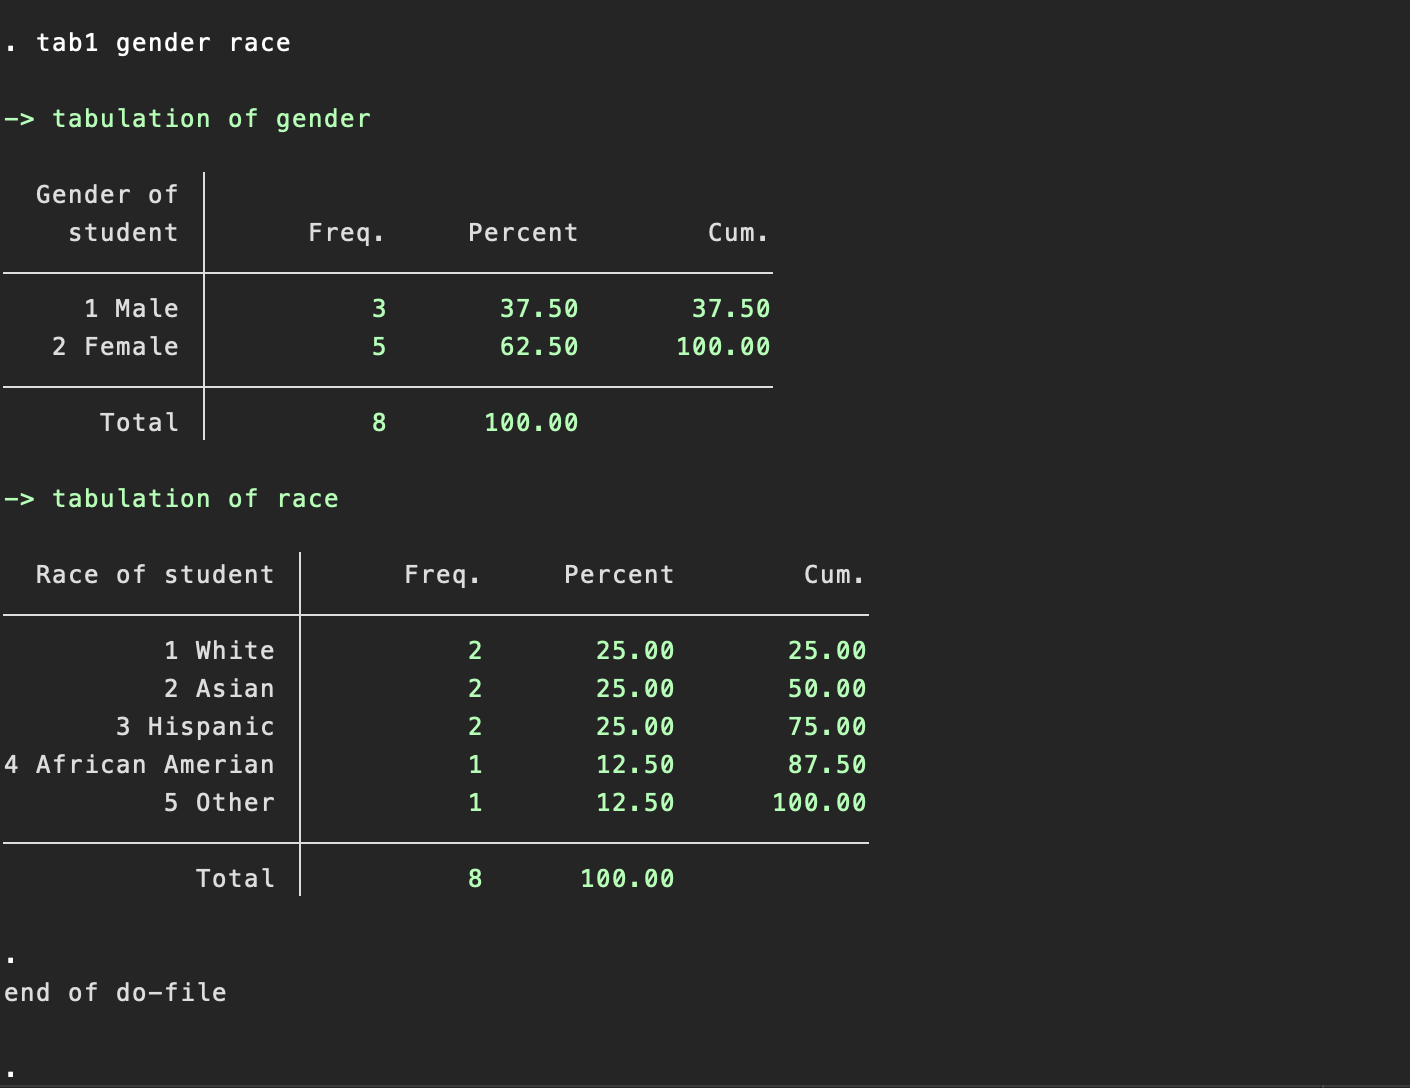 . tab1 gender race
-> tabulation of gender
Gender of
student Freq. Percent Cum.
1 Male 3 37.50 37.50
2 Female 5 62.50 100.00
Total 8 100.00
-> tabulation of race
Race of student Freq. Percent Cum.
1 White 2 25.00 25.00
2 Asian 2 25.00 50.00
3 Hispanic 2 25.00 75.00
4 African Amerian 1 12.50 87.50
5 Other 1 12.50 100.00
Total 8 100.00
.
end of do-file
.